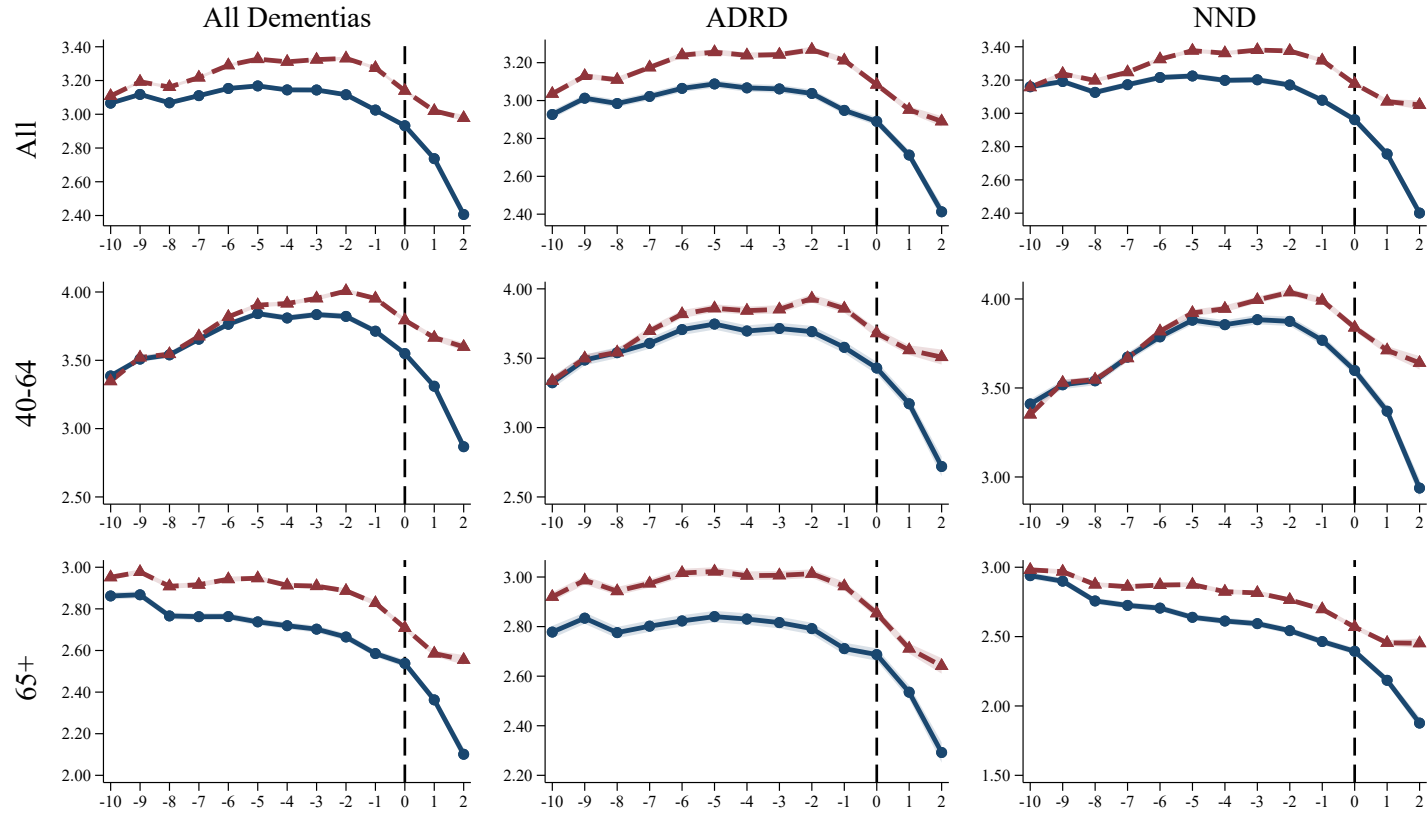 All Dementias ADRD NND
All
3.40 3.20 3.00 2.80 2.60 2.40
-10 -9 -8 -7 -6 -5 -4 -3 -2 -1 0 1 2
3.20 3.00 2.80 2.60 2.40
-10 -9 -8 -7 -6 -5 -4 -3 -2 -1 0 1 2
3.40 3.20 3.00 2.80 2.60 2.40
-10 -9 -8 -7 -6 -5 -4 -3 -2 -1 0 1 2
40-64
4.00 3.50 3.00 2.50
-10 -9 -8 -7 -6 -5 -4 -3 -2 -1 0 1 2
4.00 3.50 3.00 2.50
-10 -9 -8 -7 -6 -5 -4 -3 -2 -1 0 1 2
4.00 3.50 3.00
-10 -9 -8 -7 -6 -5 -4 -3 -2 -1 0 1 2
65+
3.00 2.80 2.60 2.40 2.20 2.00
-10 -9 -8 -7 -6 -5 -4 -3 -2 -1 0 1 2
3.00 2.80 2.60 2.40 2.20
-10 -9 -8 -7 -6 -5 -4 -3 -2 -1 0 1 2
3.00 2.50 2.00 1.50
-10 -9 -8 -7 -6 -5 -4 -3 -2 -1 0 1 2